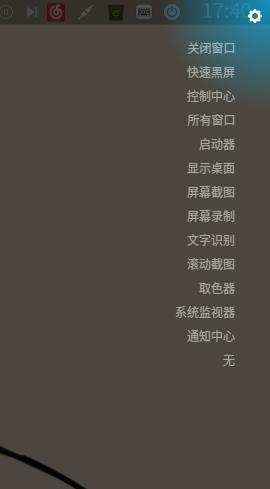 17:40
关闭窗口
快速黑屏
控制中心
所有窗口
启动器
显示桌面
屏幕截图
屏幕录制
文字识别
滚动截图
取色器
系统监视器
通知中心
无